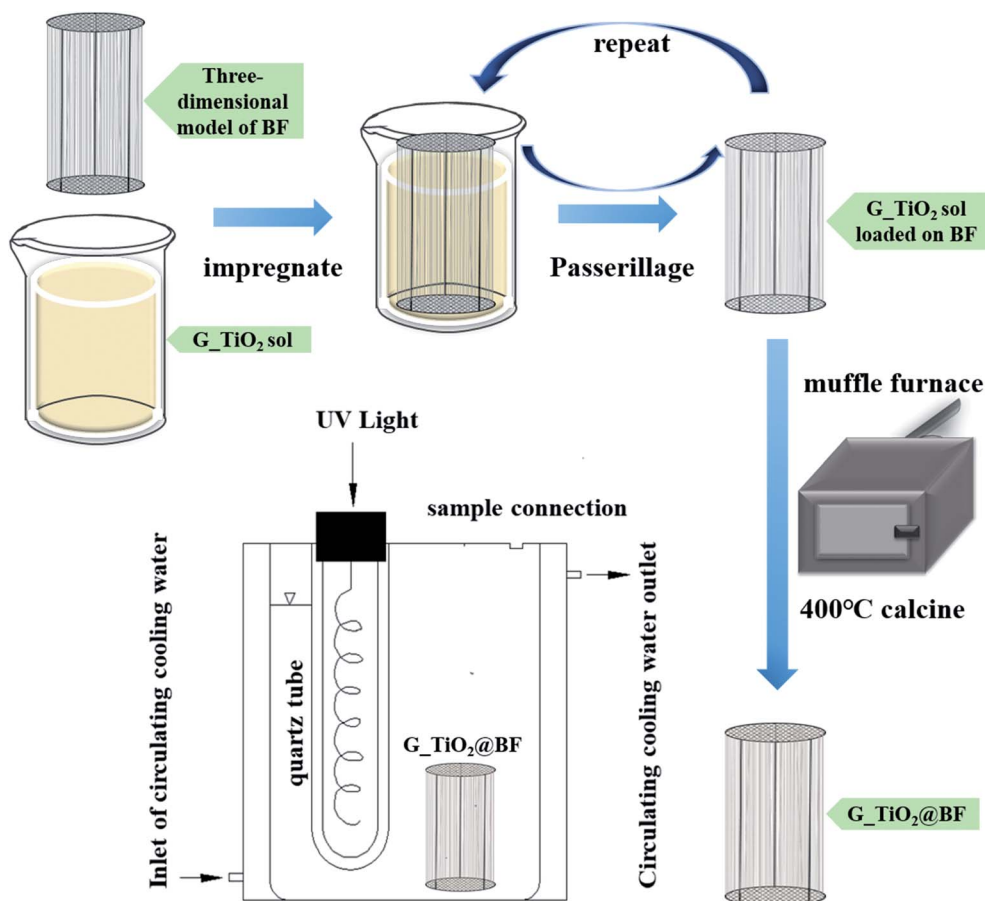 repeat
Three-
dimensional
model of BF
impregnate
Passerillage
G_TiO₂ sol
loaded on BF
G_TiO₂ sol
muffle furnace
400℃ calcine
UV Light
sample connection
Inlet of circulating cooling water
quartz tube
G_TiO₂@BF
Circulating cooling water outlet
G_TiO₂@BF